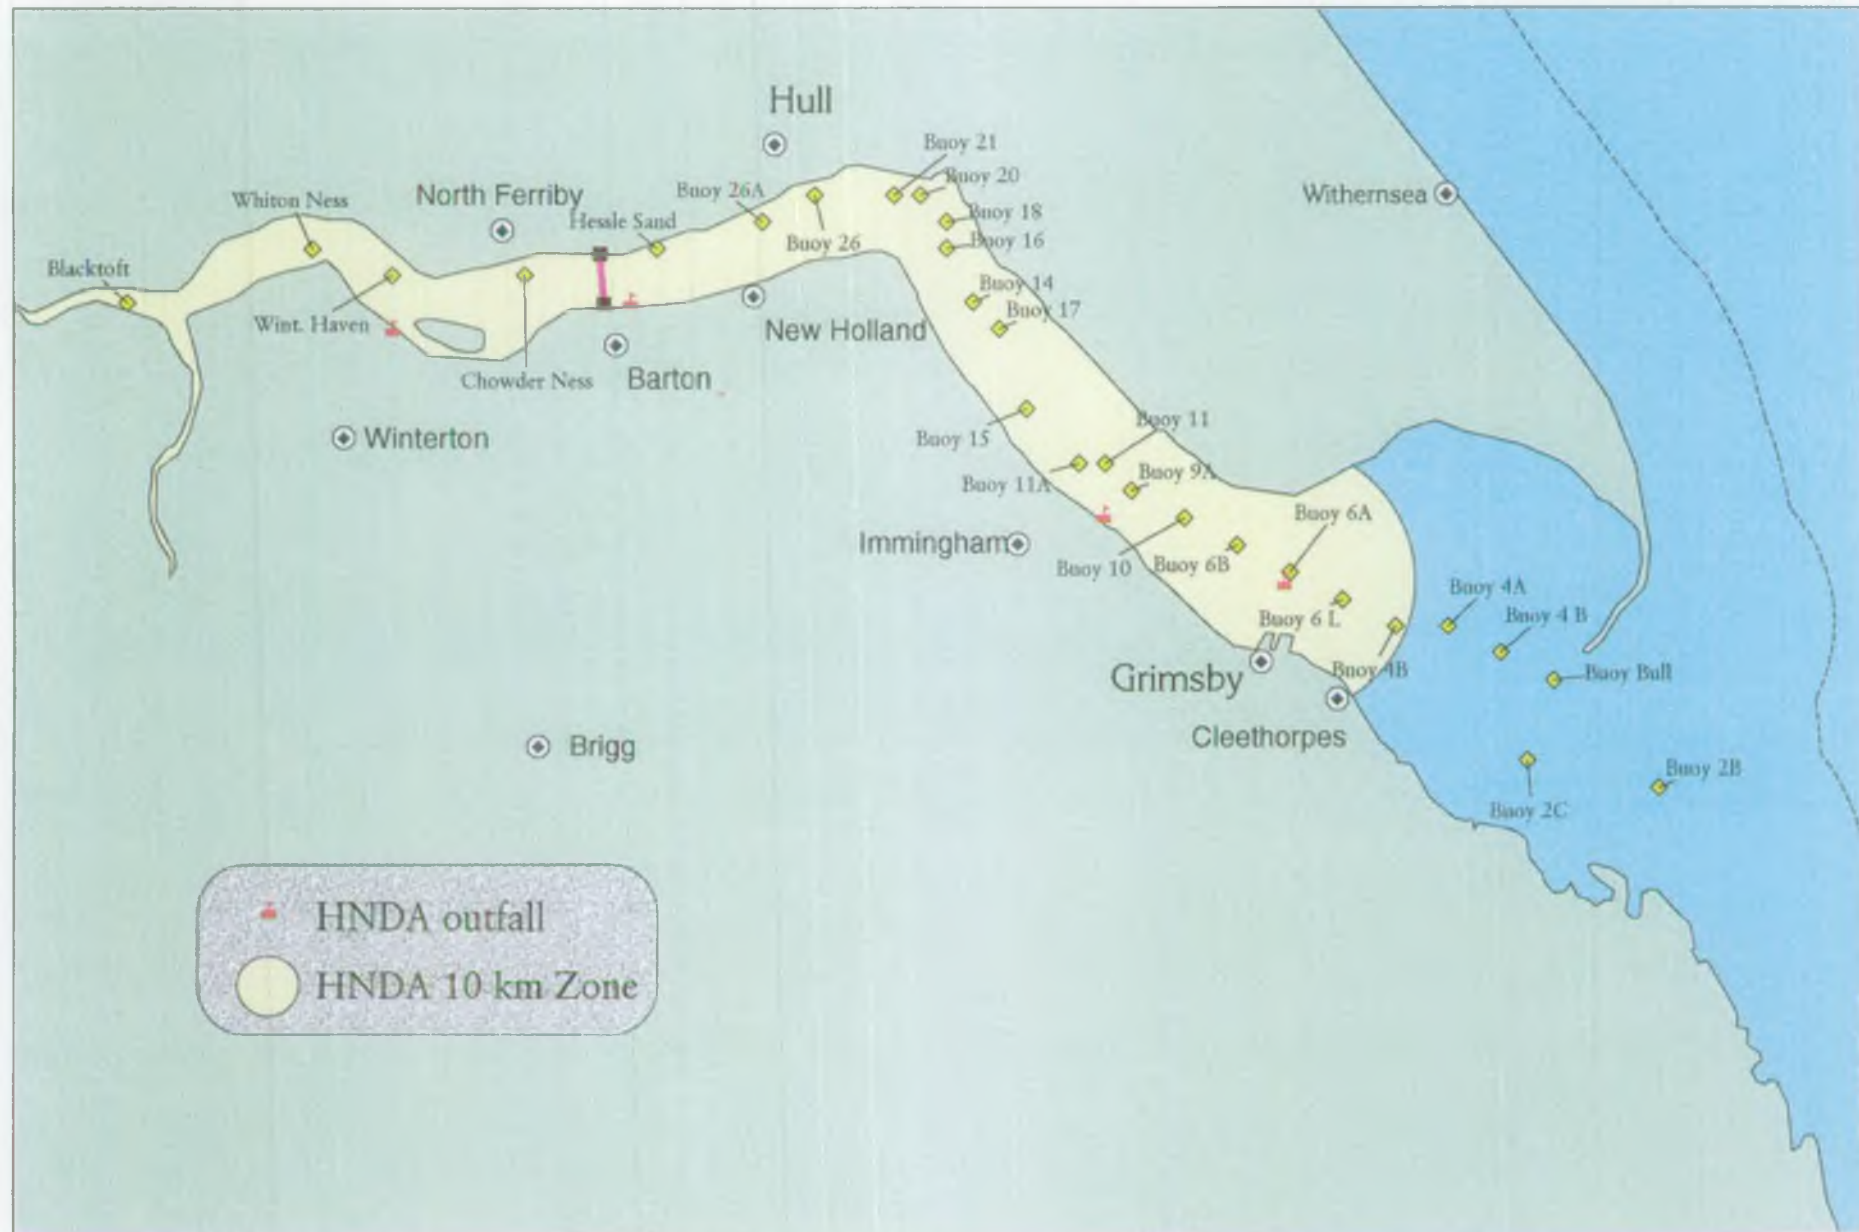 Hull
Buoy 21
Buoy 20
Buoy 26A
North Ferriby
Whiton Ness
Withernsea
Hessle Sand
Buoy 18
Buoy 16
Buoy 26
Blacktoft
Buoy 14
Buoy 17
Wint. Haven
New Holland
Chowder Ness
Barton
Buoy 11
Winterton
Buoy 15
Buoy 9A
Buoy 11A
Buoy 6A
Immingham
Buoy 10
Buoy 6B
Buoy 4A
Buoy 4 B
Buoy 6 L
Buoy 4B
Buoy Bull
Grimsby
Cleethorpes
Brigg
Buoy 2B
Buoy 2C
HNDA outfall
HNDA 10 km Zone